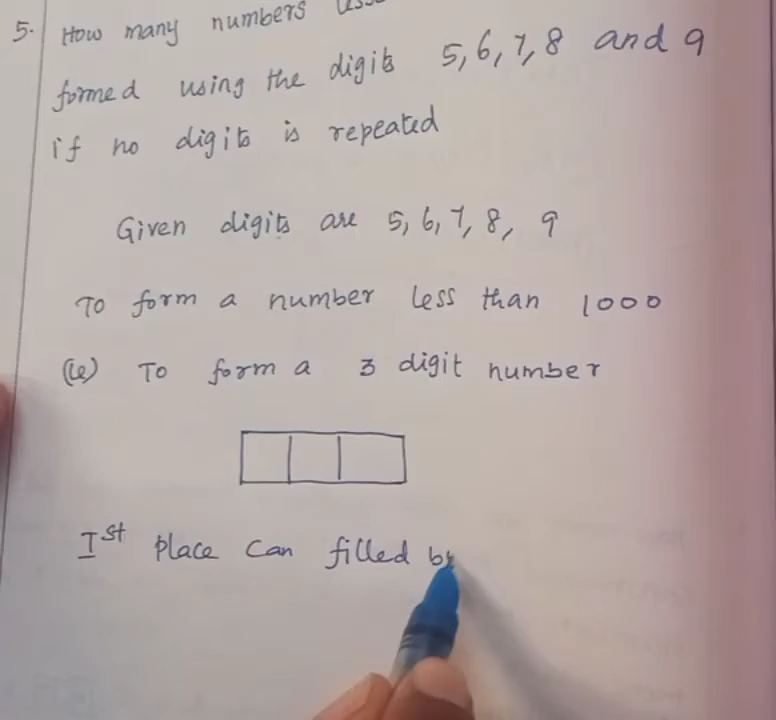 5. How many numbers
formed using the digits 5, 6, 7, 8 and 9
if no digits is repeated
Given digits are 5, 6, 7, 8, 9
To form a number less than 1000
(ie) To form a 3 digit number
Ist place can filled by